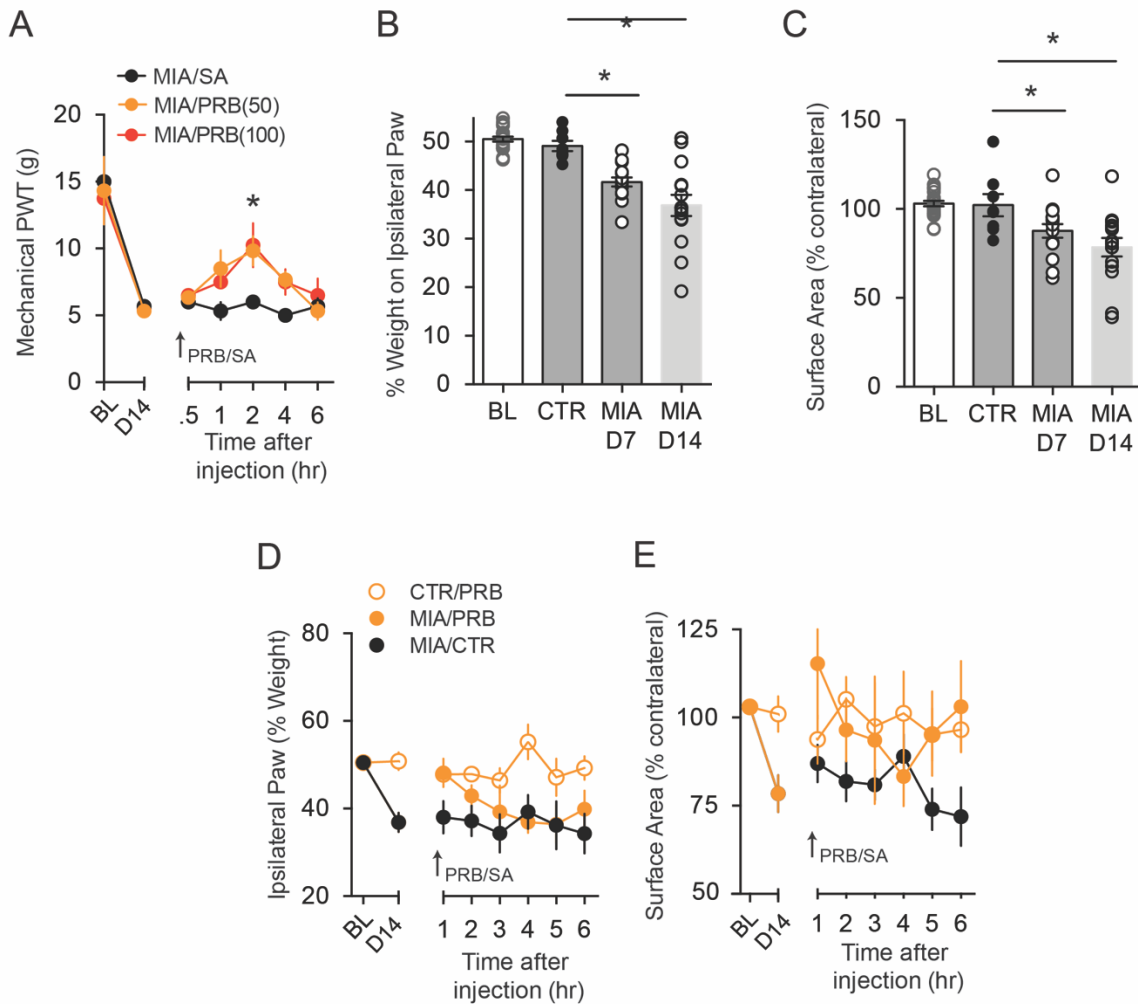 A
MIA/SA
MIA/PRB(50)
MIA/PRB(100)
Mechanical PWT (g)
20
15
10
5
0
*
PRB/SA
BL
D14
.5
1
2
4
6
Time after
injection (hr)
B
% Weight on Ipsilateral Paw
50
40
30
20
10
0
*
*
BL
CTR
MIA
D7
MIA
D14
C
Surface Area (% contralateral)
150
100
50
0
*
*
BL
CTR
MIA
D7
MIA
D14
D
CTR/PRB
MIA/PRB
MIA/CTR
Ipsilateral Paw (% Weight)
80
60
40
20
PRB/SA
BL
D14
1
2
3
4
5
6
Time after
injection (hr)
E
Surface Area (% contralateral)
125
100
75
50
PRB/SA
BL
D14
1
2
3
4
5
6
Time after
injection (hr)